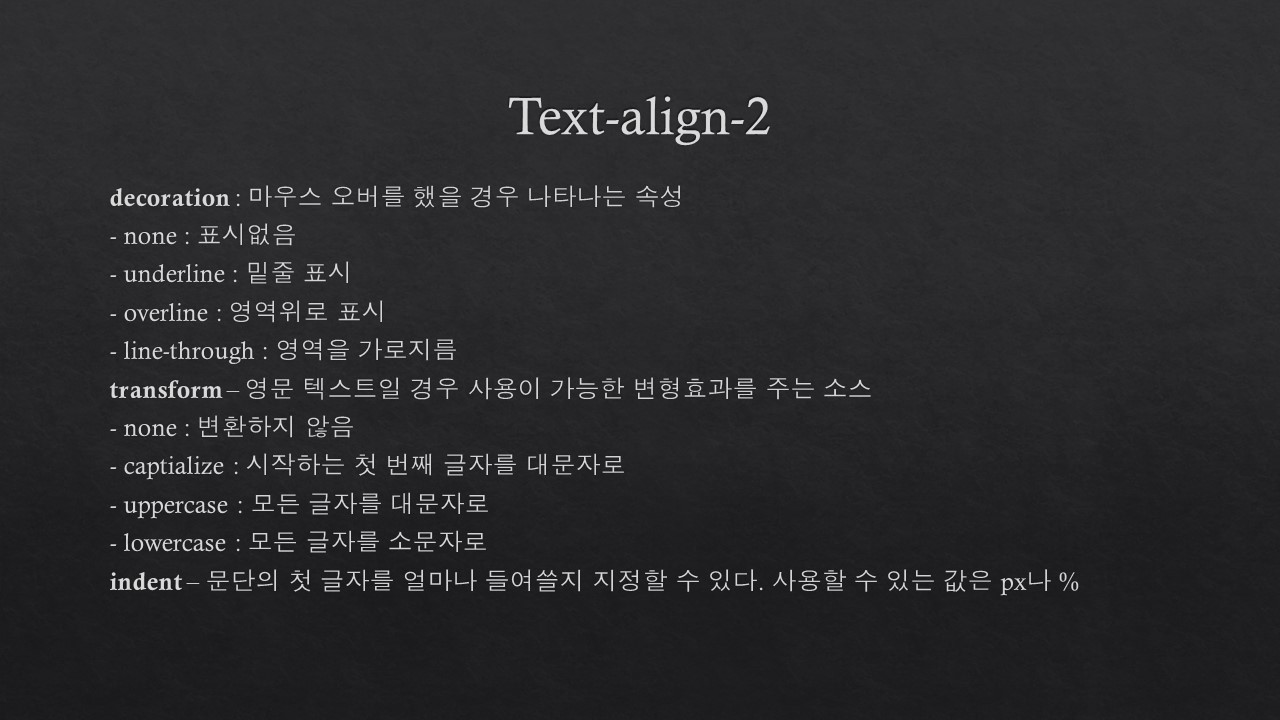 Text-align-2
decoration : 마우스 오버를 했을 경우 나타나는 속성
- none : 표시없음
- underline : 밑줄 표시
- overline : 영역위로 표시
- line-through : 영역을 가로지름
transform – 영문 텍스트일 경우 사용이 가능한 변형효과를 주는 소스
- none : 변환하지 않음
- captialize : 시작하는 첫 번째 글자를 대문자로
- uppercase : 모든 글자를 대문자로
- lowercase : 모든 글자를 소문자로
indent – 문단의 첫 글자를 얼마나 들여쓸지 지정할 수 있다. 사용할 수 있는 값은 px나 %